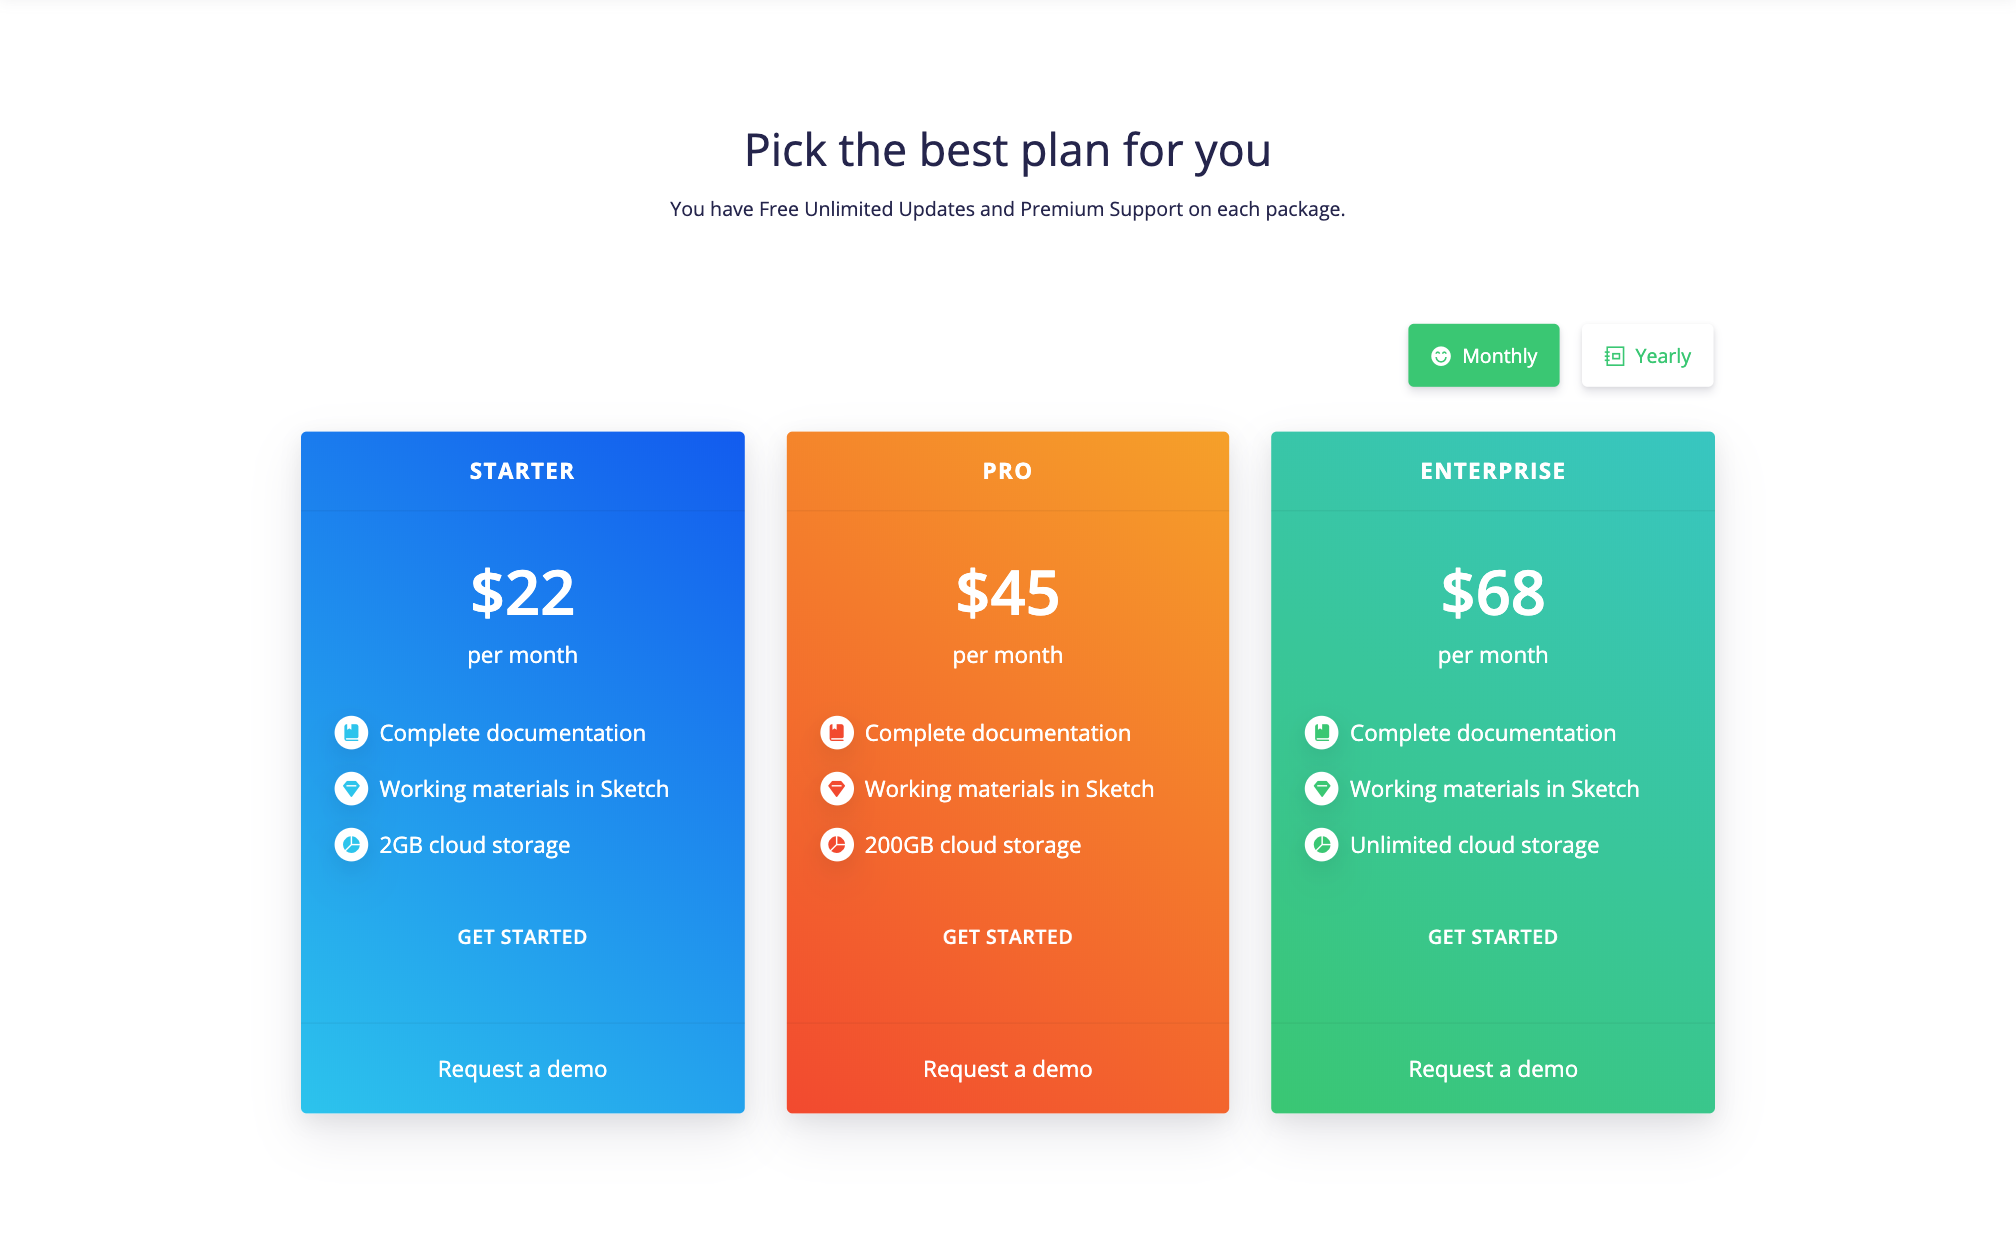 Pick the best plan for you
You have Free Unlimited Updates and Premium Support on each package.
Monthly
Yearly
STARTER
$22
per month
Complete documentation
Working materials in Sketch
2GB cloud storage
GET STARTED
Request a demo
PRO
$45
per month
Complete documentation
Working materials in Sketch
200GB cloud storage
GET STARTED
Request a demo
ENTERPRISE
$68
per month
Complete documentation
Working materials in Sketch
Unlimited cloud storage
GET STARTED
Request a demo